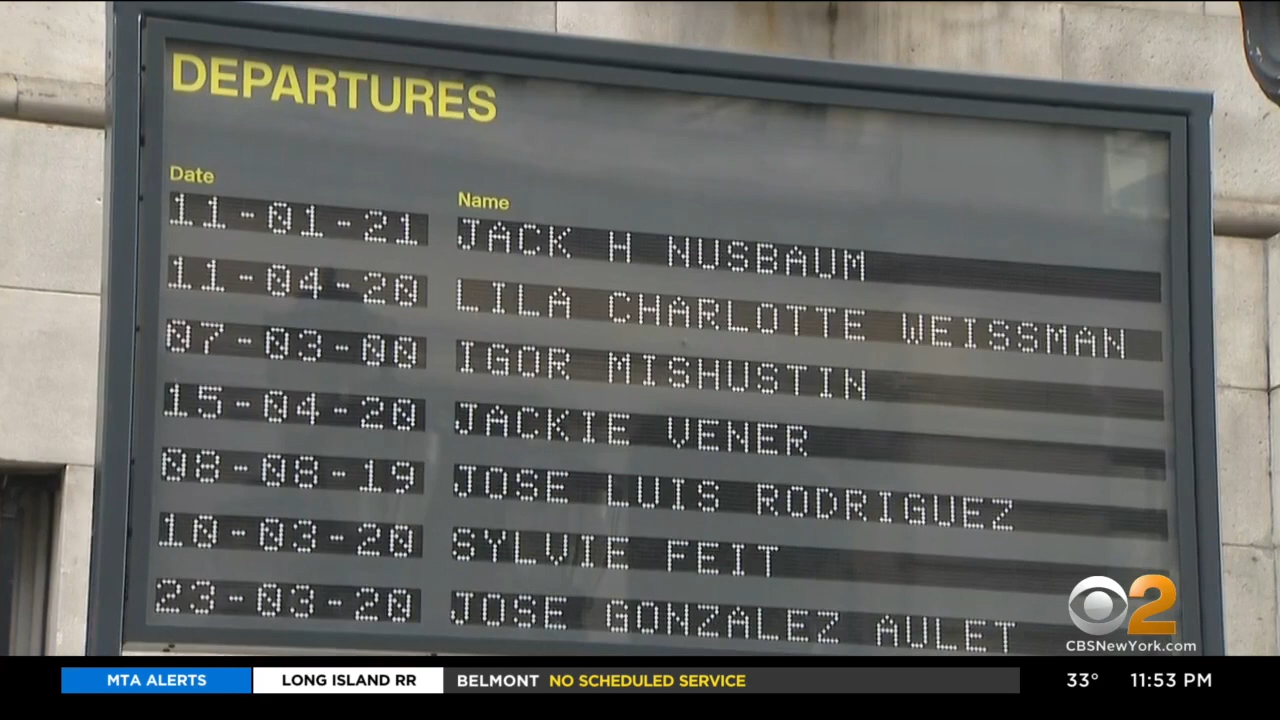 DEPARTURES
Date Name
11-01-21 JACK H NUSBAUM
11-04-20 LILA CHARLOTTE WEISSMAN
07-03-00 IGOR MISHUSTIN
15-04-20 JACKIE VENER
08-08-19 JOSE LUIS RODRIGUEZ
10-03-20 SYLVIE FEIT
23-03-20 JOSE GONZALEZ AULET
2
CBSNewYork.com
MTA ALERTS LONG ISLAND RR BELMONT NO SCHEDULED SERVICE 33° 11:53 PM